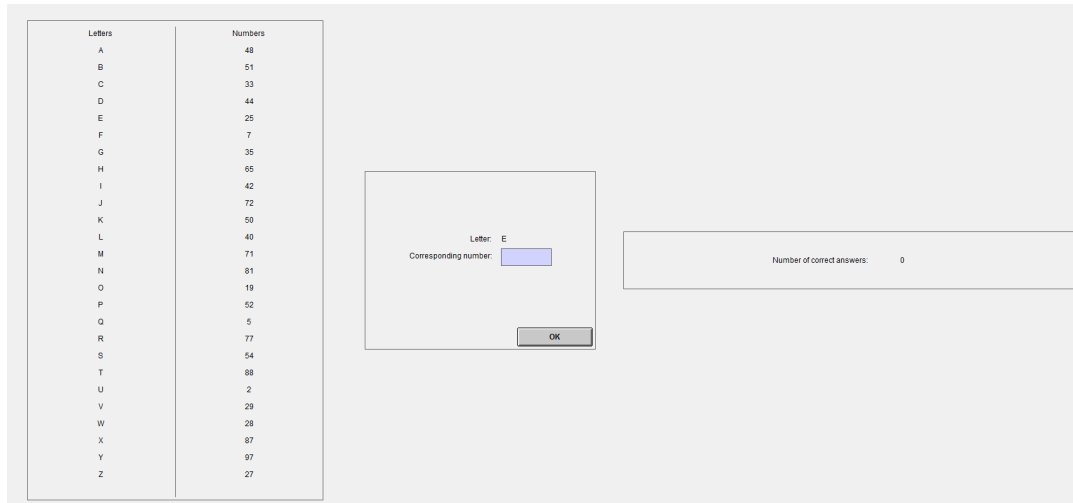 Letters Numbers
A 48
B 51
C 33
D 44
E 25
F 7
G 35
H 65
I 42
J 72
K 50
L 40
M 71
N 81
O 19
P 52
Q 5
R 77
S 54
T 88
U 2
V 29
W 28
X 87
Y 97
Z 27
Letter: E
Corresponding number:
OK
Number of correct answers: 0